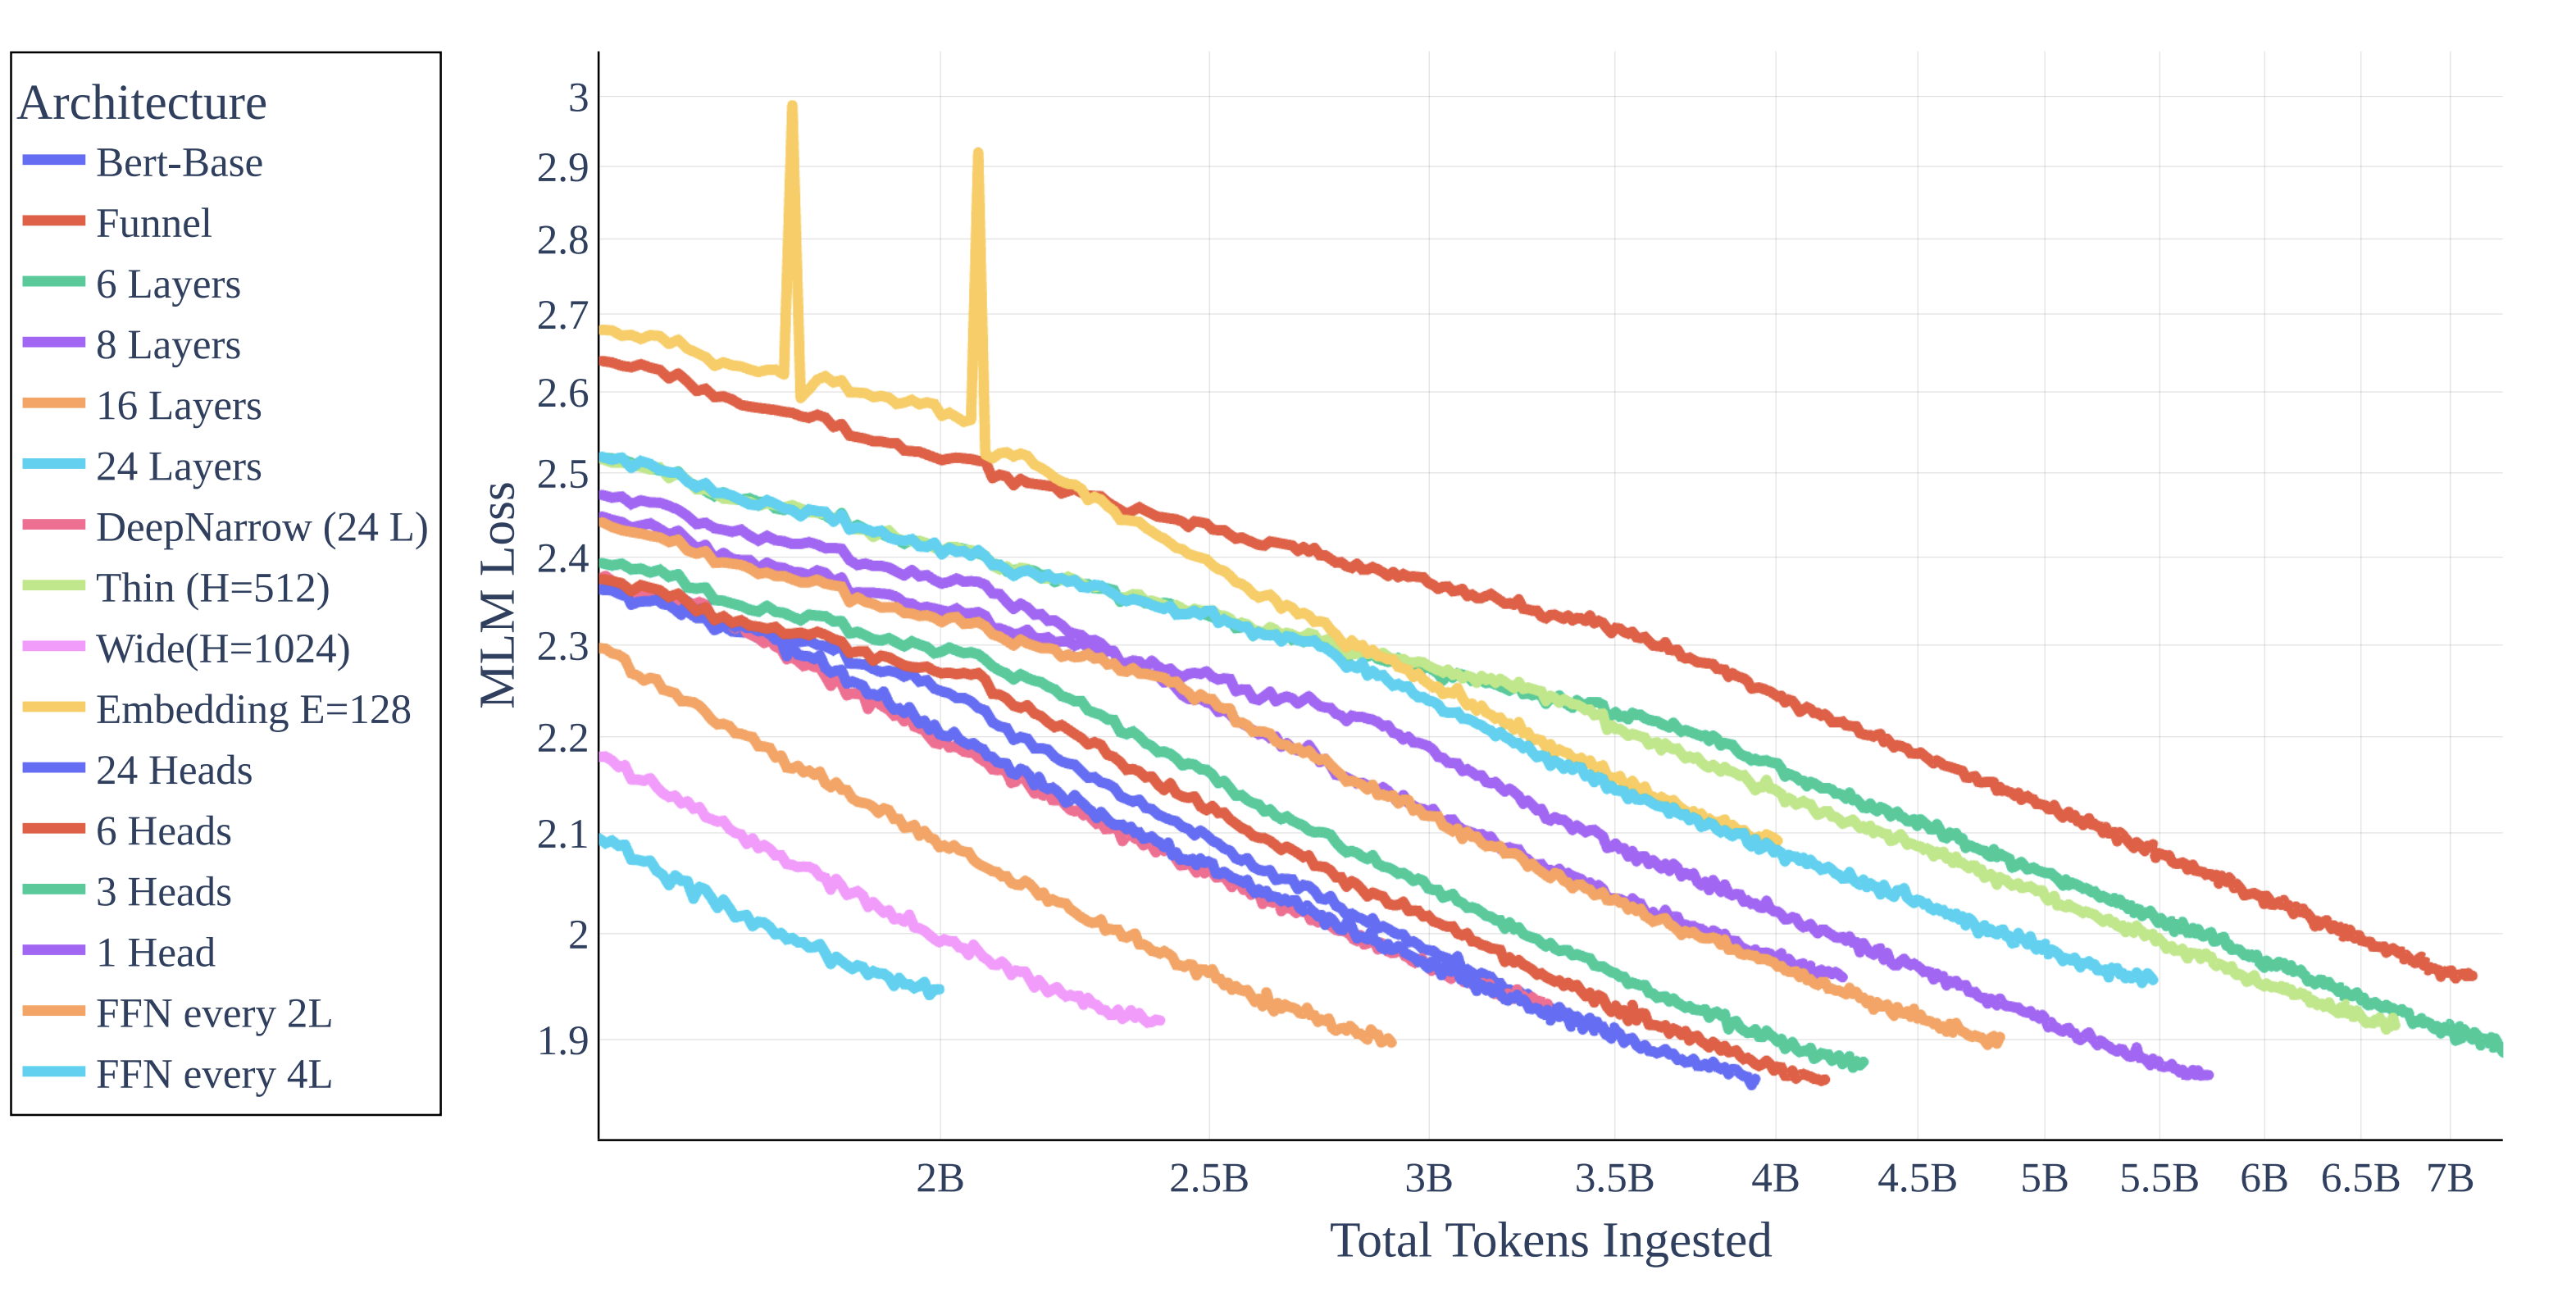 Architecture
Bert-Base
Funnel
6 Layers
8 Layers
16 Layers
24 Layers
DeepNarrow (24 L)
Thin (H=512)
Wide(H=1024)
Embedding E=128
24 Heads
6 Heads
3 Heads
1 Head
FFN every 2L
FFN every 4L
MLM Loss
3
2.9
2.8
2.7
2.6
2.5
2.4
2.3
2.2
2.1
2
1.9
2B 2.5B 3B 3.5B 4B 4.5B 5B 5.5B 6B 6.5B 7B
Total Tokens Ingested